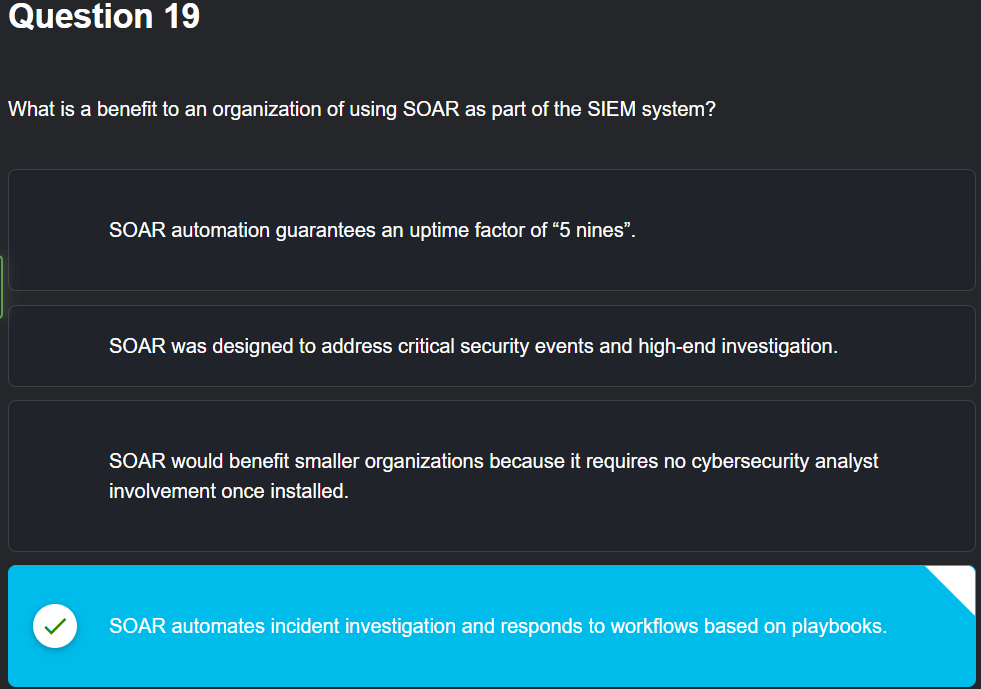 Question 19
What is a benefit to an organization of using SOAR as part of the SIEM system?
SOAR automation guarantees an uptime factor of “5 nines”.
SOAR was designed to address critical security events and high-end investigation.
SOAR would benefit smaller organizations because it requires no cybersecurity analyst
involvement once installed.
SOAR automates incident investigation and responds to workflows based on playbooks.